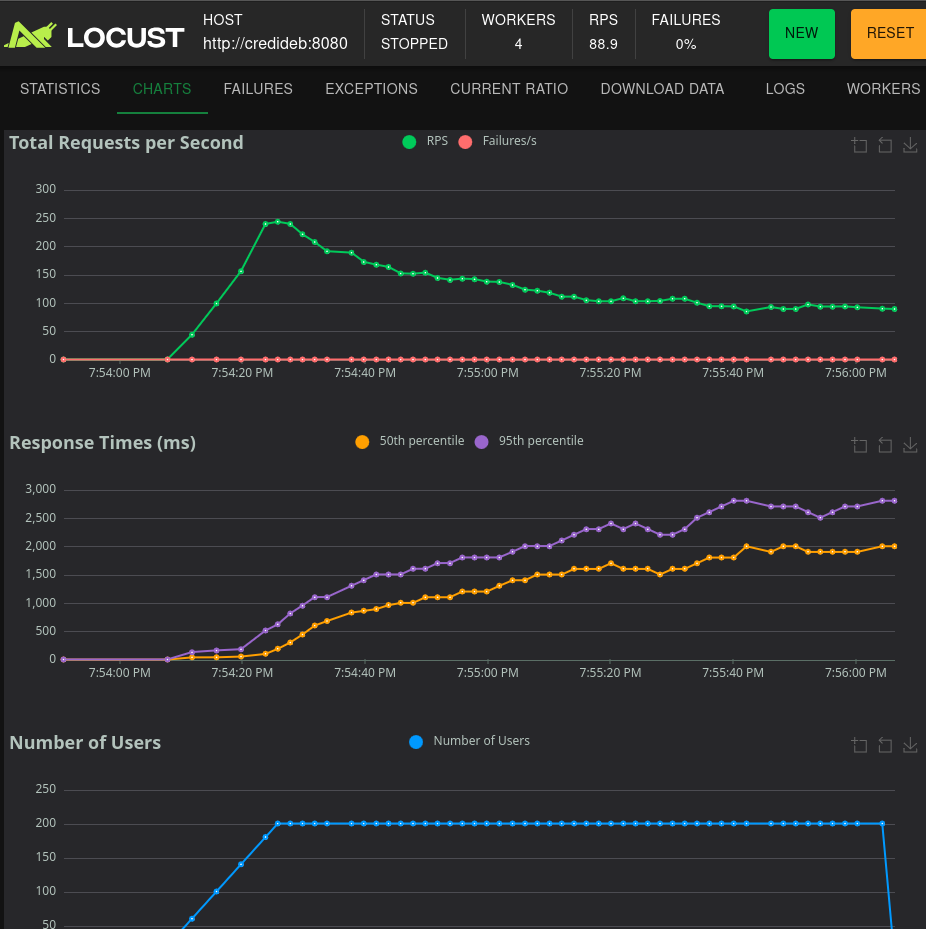 LOCUST
HOST
http://credideb:8080
STATUS
STOPPED
WORKERS
4
RPS
88.9
FAILURES
0%
NEW
RESET
STATISTICS CHARTS FAILURES EXCEPTIONS CURRENT RATIO DOWNLOAD DATA LOGS WORKERS
Total Requests per Second
RPS Failures/s
300
250
200
150
100
50
0
7:54:00 PM 7:54:20 PM 7:54:40 PM 7:55:00 PM 7:55:20 PM 7:55:40 PM 7:56:00 PM
Response Times (ms)
50th percentile 95th percentile
3,000
2,500
2,000
1,500
1,000
500
0
7:54:00 PM 7:54:20 PM 7:54:40 PM 7:55:00 PM 7:55:20 PM 7:55:40 PM 7:56:00 PM
Number of Users
Number of Users
250
200
150
100
50